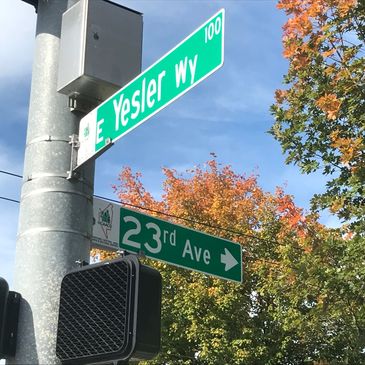 100
E. Yesler Wy
23rd Ave →